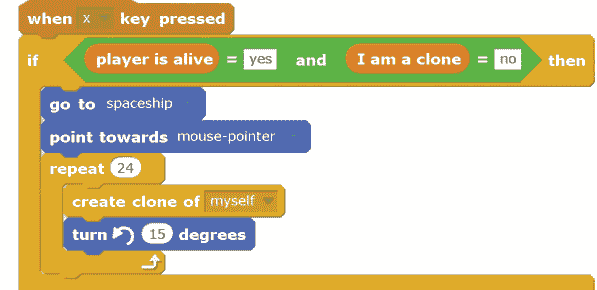 when x key pressed
if player is alive = yes and I am a clone = no then
go to spaceship
point towards mouse-pointer
repeat 24
create clone of myself
turn 15 degrees